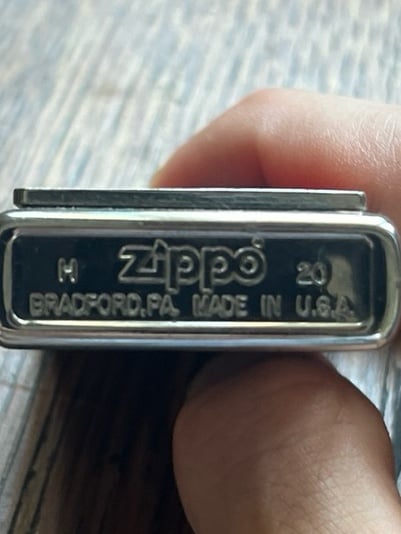 H zippo® 20
BRADFORD, PA. MADE IN U.S.A.